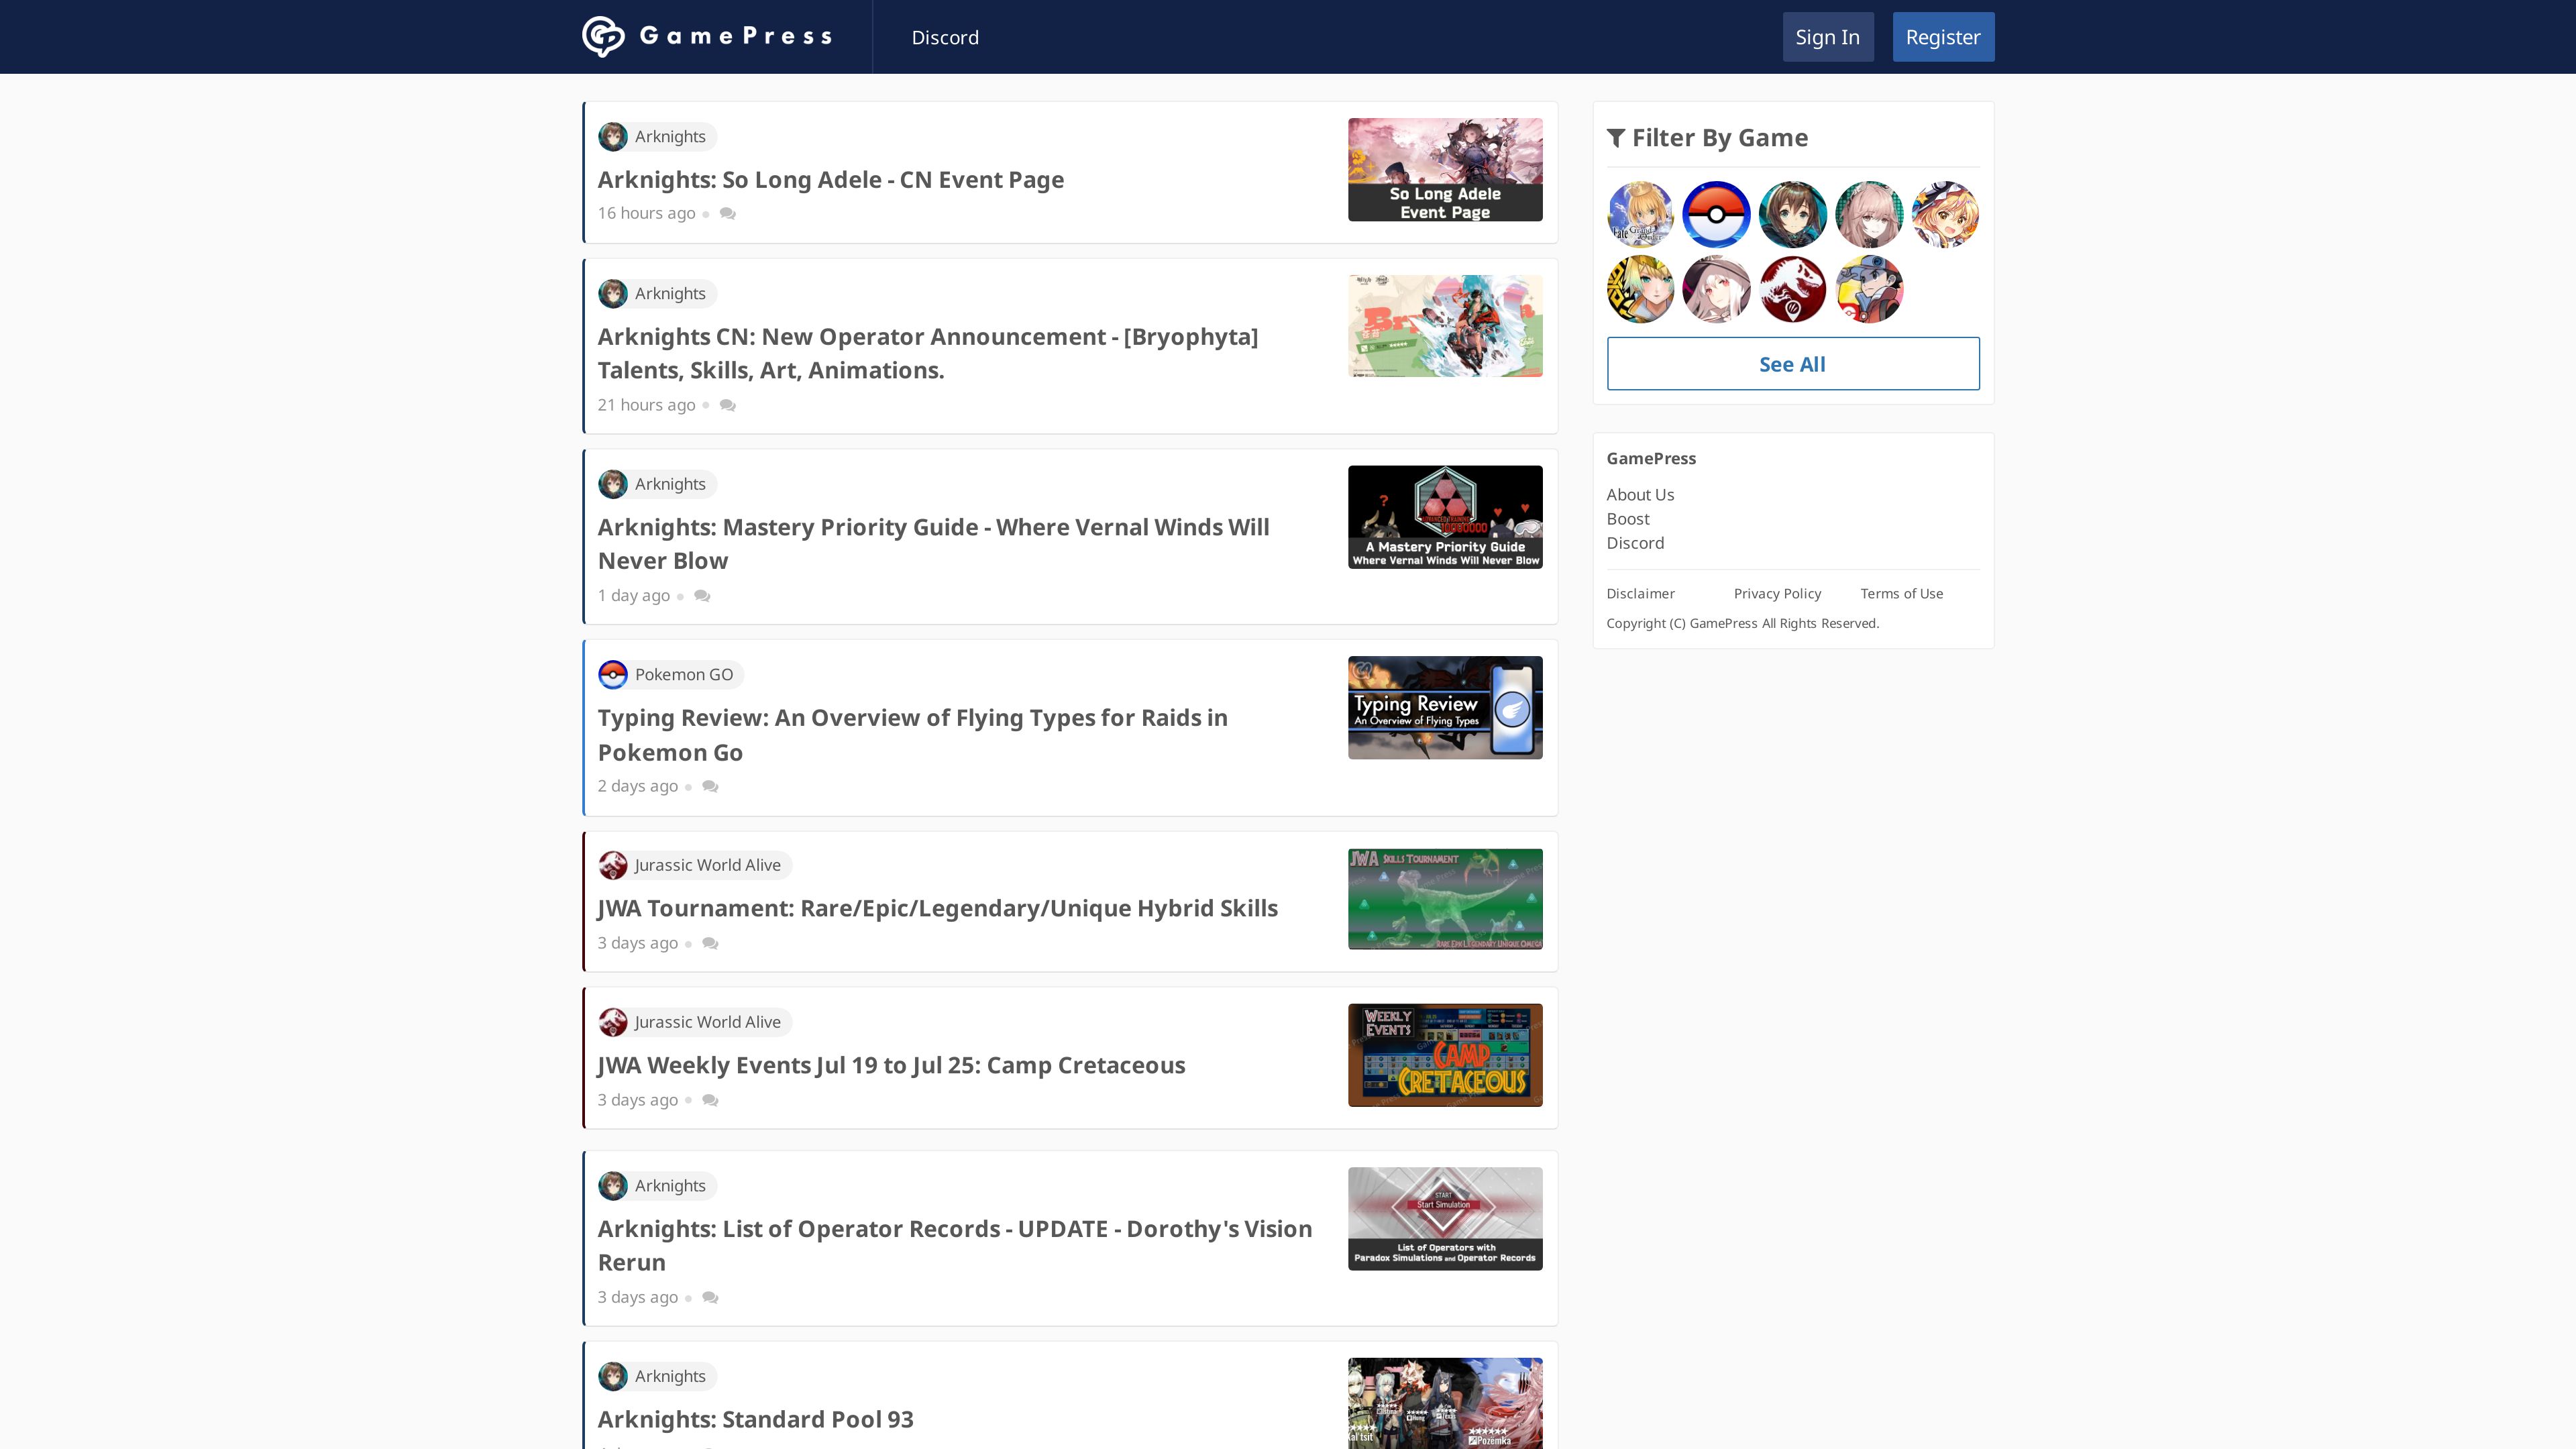 GamePress
Discord
Sign In
Register
Arknights
Arknights: So Long Adele - CN Event Page
16 hours ago
So Long Adele
Event Page
Arknights
Arknights CN: New Operator Announcement - [Bryophyta]
Talents, Skills, Art, Animations.
21 hours ago
Arknights
Arknights: Mastery Priority Guide - Where Vernal Winds Will
Never Blow
1 day ago
A Mastery Priority Guide
Where Vernal Winds Will Never Blow
Pokemon GO
Typing Review: An Overview of Flying Types for Raids in
Pokemon Go
2 days ago
Typing Review
An Overview of Flying Types
Jurassic World Alive
JWA Tournament: Rare/Epic/Legendary/Unique Hybrid Skills
3 days ago
JWA Skills Tournament
Jurassic World Alive
JWA Weekly Events Jul 19 to Jul 25: Camp Cretaceous
3 days ago
Weekly
Events
Camp
Cretaceous
Arknights
Arknights: List of Operator Records - UPDATE - Dorothy's Vision
Rerun
3 days ago
START
Start Simulation
List of Operators with
Paradox Simulations and Operator Records
Arknights
Arknights: Standard Pool 93
Pozemka
Filter By Game
Fate
Grand Order
See All
GamePress
About Us
Boost
Discord
Disclaimer
Privacy Policy
Terms of Use
Copyright (C) GamePress All Rights Reserved.